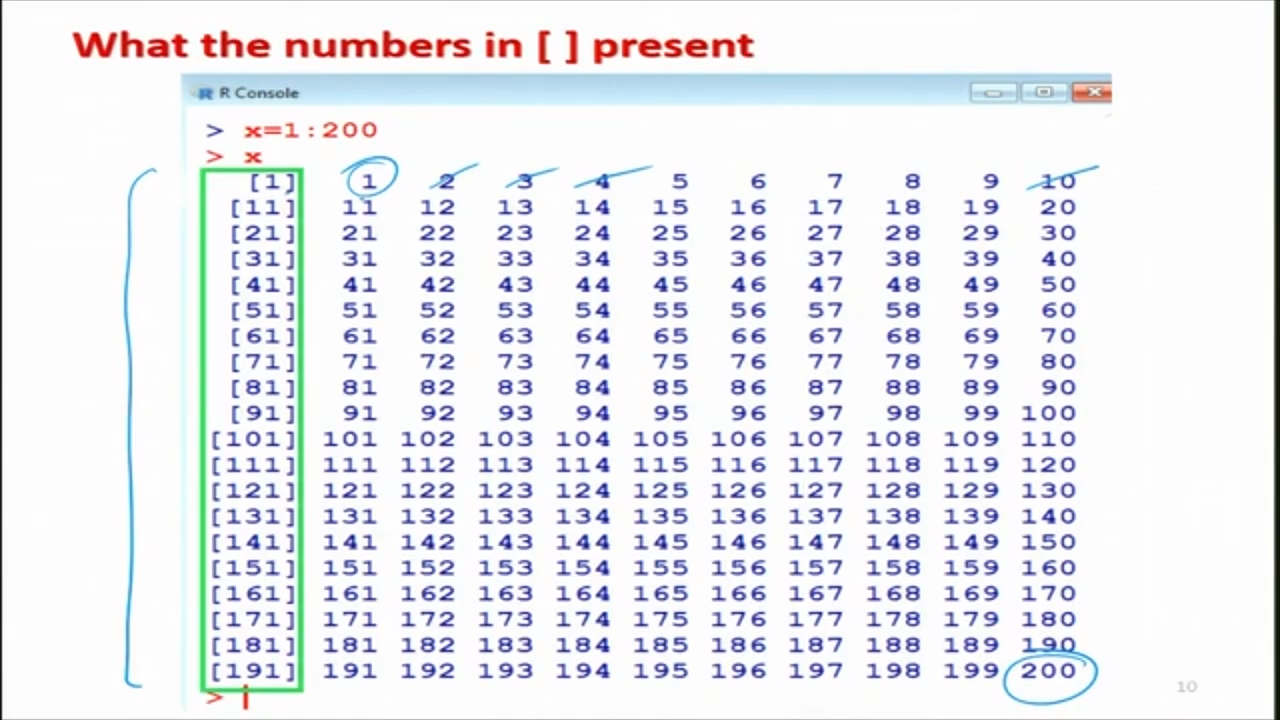 What the numbers in [ ] present
R R Console
> x=1:200
> x
[1] 1 2 3 4 5 6 7 8 9 10
[11] 11 12 13 14 15 16 17 18 19 20
[21] 21 22 23 24 25 26 27 28 29 30
[31] 31 32 33 34 35 36 37 38 39 40
[41] 41 42 43 44 45 46 47 48 49 50
[51] 51 52 53 54 55 56 57 58 59 60
[61] 61 62 63 64 65 66 67 68 69 70
[71] 71 72 73 74 75 76 77 78 79 80
[81] 81 82 83 84 85 86 87 88 89 90
[91] 91 92 93 94 95 96 97 98 99 100
[101] 101 102 103 104 105 106 107 108 109 110
[111] 111 112 113 114 115 116 117 118 119 120
[121] 121 122 123 124 125 126 127 128 129 130
[131] 131 132 133 134 135 136 137 138 139 140
[141] 141 142 143 144 145 146 147 148 149 150
[151] 151 152 153 154 155 156 157 158 159 160
[161] 161 162 163 164 165 166 167 168 169 170
[171] 171 172 173 174 175 176 177 178 179 180
[181] 181 182 183 184 185 186 187 188 189 190
[191] 191 192 193 194 195 196 197 198 199 200
>
10